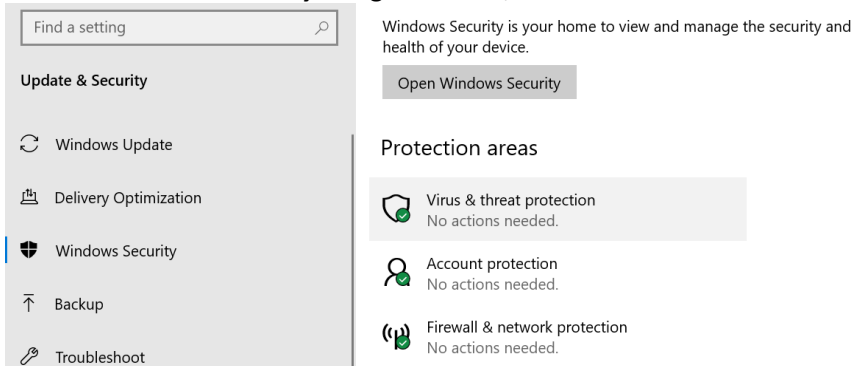 Find a setting
Update & Security
Windows Update
Delivery Optimization
Windows Security
Backup
Troubleshoot
Windows Security is your home to view and manage the security and
health of your device.
Open Windows Security
Protection areas
Virus & threat protection
No actions needed.
Account protection
No actions needed.
Firewall & network protection
No actions needed.